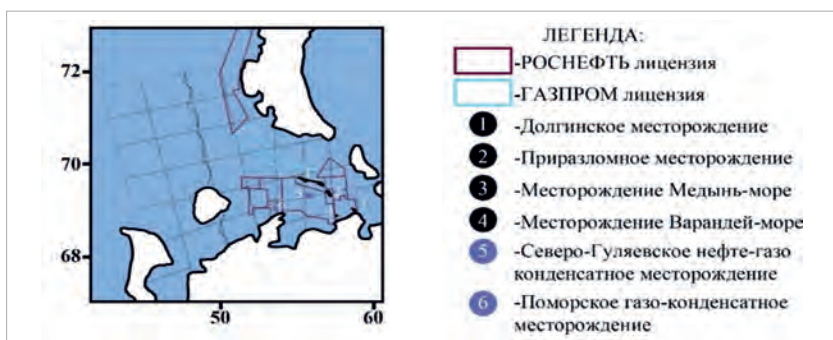 72
70
68
50
60
ЛЕГЕНДА:
-РОСНЕФТЬ лицензия
-ГАЗПРОМ лицензия
1 -Долгинское месторождение
2 -Приразломное месторождение
3 -Месторождение Медынь-море
4 -Месторождение Варандей-море
5 -Северо-Гуляевское нефте-газо
конденсатное месторождение
6 -Поморское газо-конденсатное
месторождение